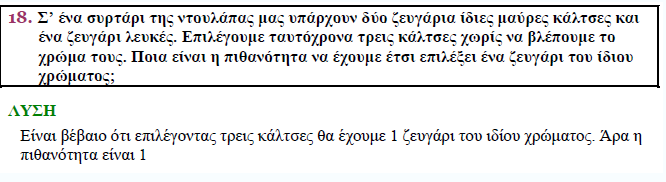 18. Σ’ ένα συρτάρι της ντουλάπας μας υπάρχουν δύο ζευγάρια ίδιες μαύρες κάλτσες και
ένα ζευγάρι λευκές. Επιλέγουμε ταυτόχρονα τρεις κάλτσες χωρίς να βλέπουμε το
χρώμα τους. Ποια είναι η πιθανότητα να έχουμε έτσι επιλέξει ένα ζευγάρι του ίδιου
χρώματος;
ΛΥΣΗ
Είναι βέβαιο ότι επιλέγοντας τρεις κάλτσες θα έχουμε 1 ζευγάρι του ιδίου χρώματος. Άρα η
πιθανότητα είναι 1